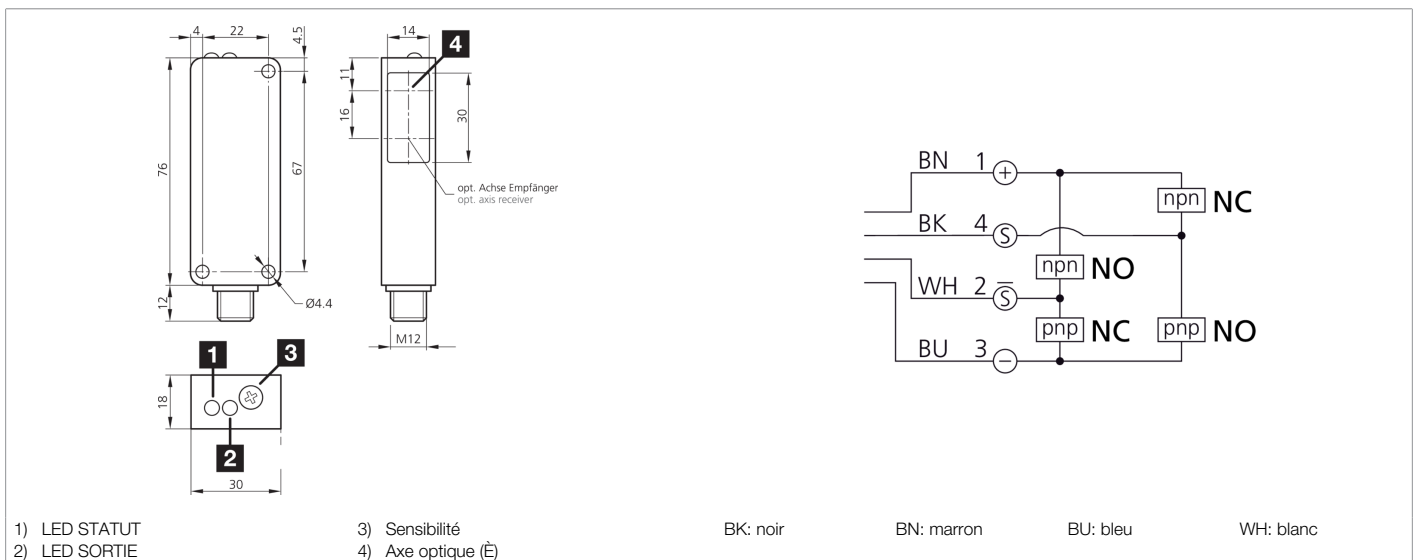 4 22 4.5
14
4
11
16
30
76
67
opt. Achse Empfänger
opt. axis receiver
12
Ø4.4
M12
1
3
18
2
30
BN 1 +
npn NC
BK 4 S
npn NO
WH 2 S̅
pnp NC
pnp NO
BU 3 −
1) LED STATUT
2) LED SORTIE
3) Sensibilité
4) Axe optique (È)
BK: noir
BN: marron
BU: bleu
WH: blanc